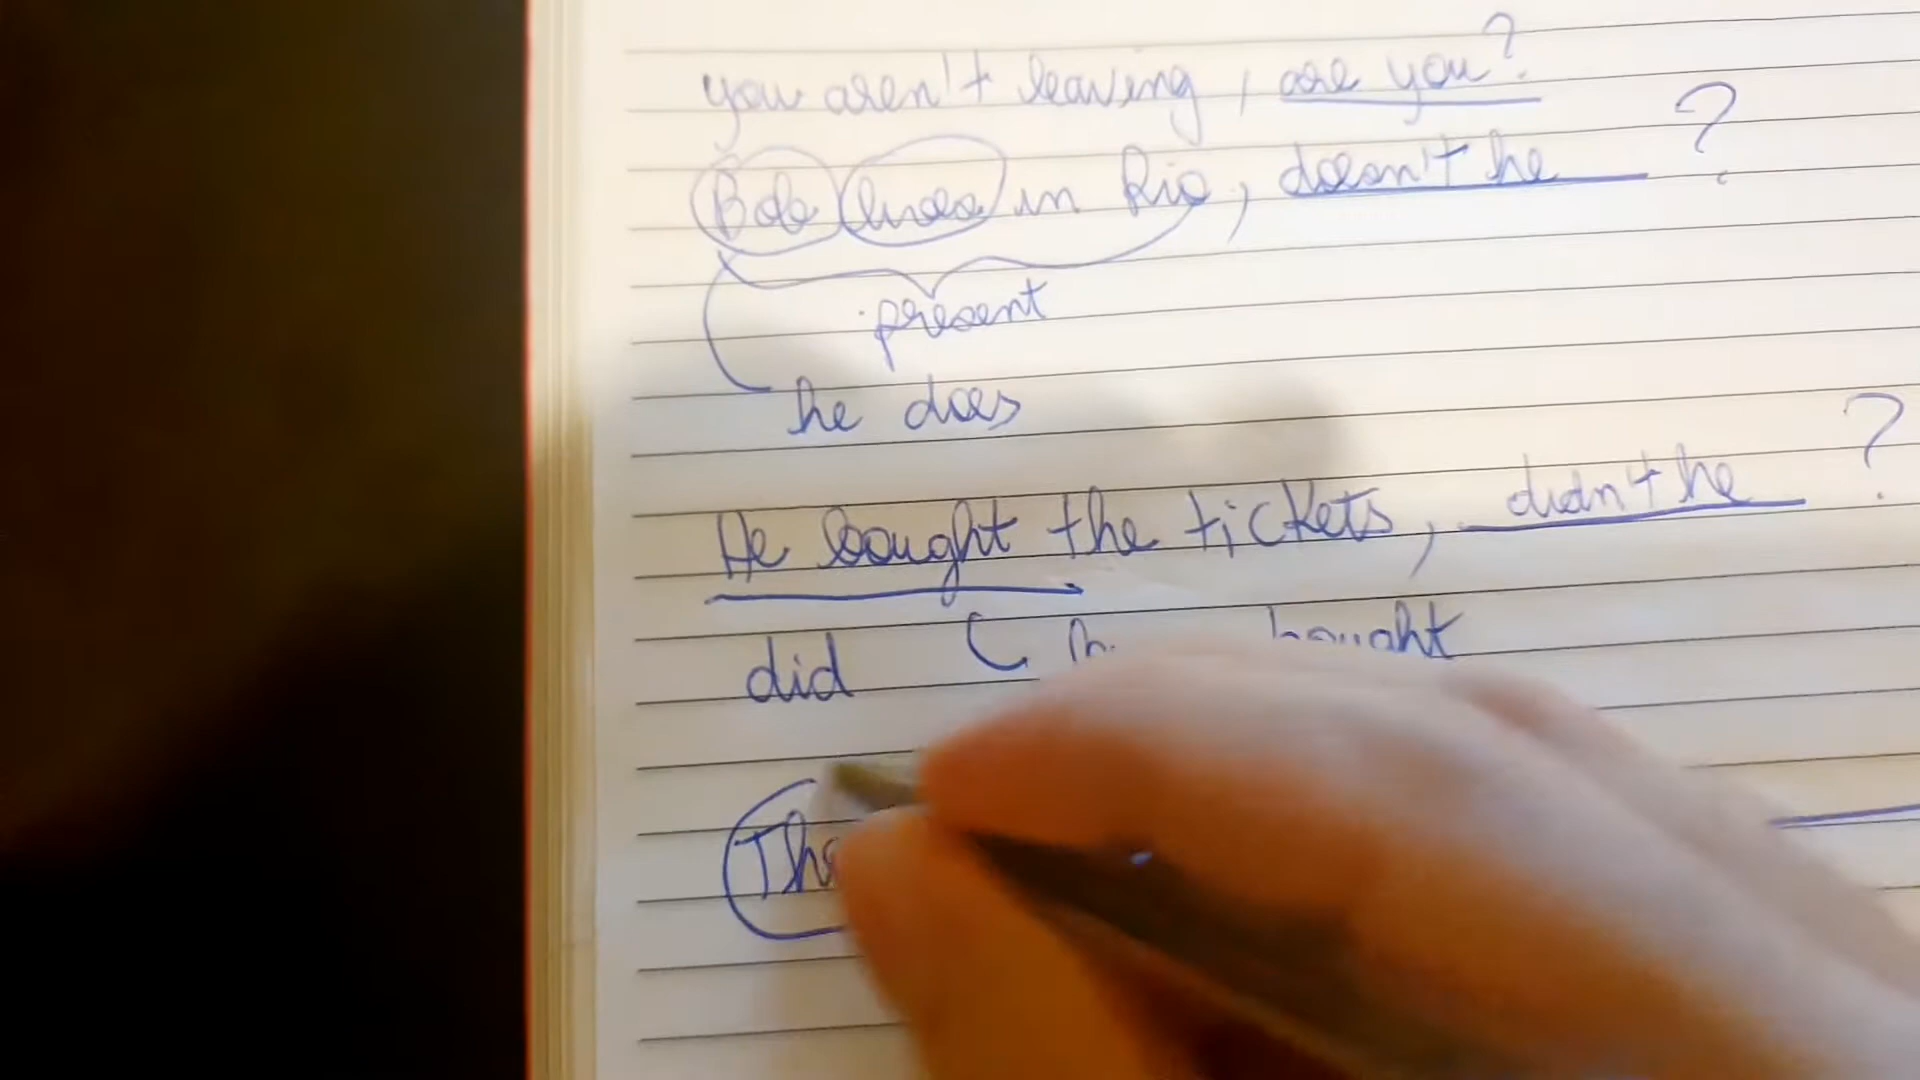 you aren't leaving, are you?
Bob lives in Rio, doesn't he ?
present
he does
He bought the tickets, didn't he ?
did bought